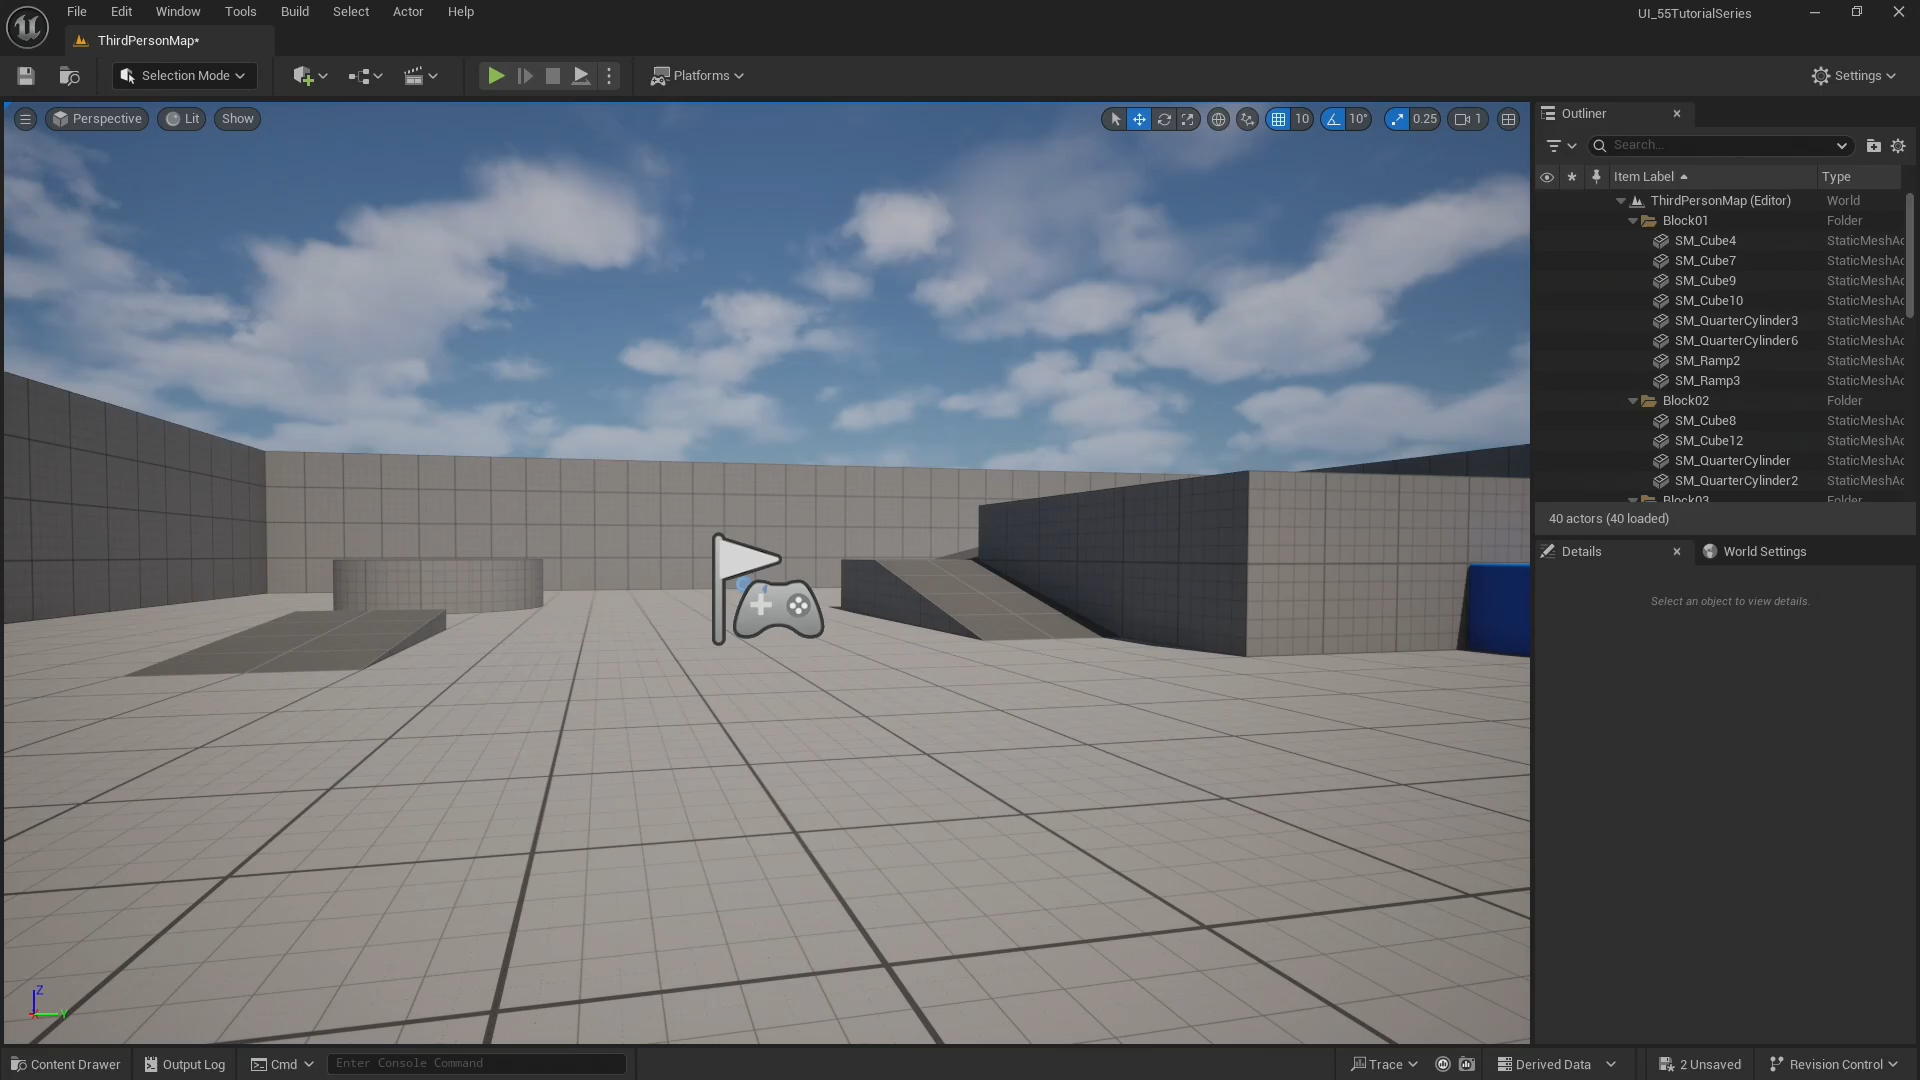 File Edit Window Tools Build Select Actor Help
UI_55TutorialSeries
ThirdPersonMap*
Selection Mode
Platforms
Settings
Perspective Lit Show
10 10° 0.25 1
Outliner
Search...
Item Label Type
ThirdPersonMap (Editor) World
Block01 Folder
SM_Cube4 StaticMeshAc
SM_Cube7 StaticMeshAc
SM_Cube9 StaticMeshAc
SM_Cube10 StaticMeshAc
SM_QuarterCylinder3 StaticMeshAc
SM_QuarterCylinder6 StaticMeshAc
SM_Ramp2 StaticMeshAc
SM_Ramp3 StaticMeshAc
Block02 Folder
SM_Cube8 StaticMeshAc
SM_Cube12 StaticMeshAc
SM_QuarterCylinder StaticMeshAc
SM_QuarterCylinder2 StaticMeshAc
Block03 Folder
40 actors (40 loaded)
Details World Settings
Select an object to view details.
Z
X Y
Content Drawer Output Log Cmd Enter Console Command Trace Derived Data 2 Unsaved Revision Control